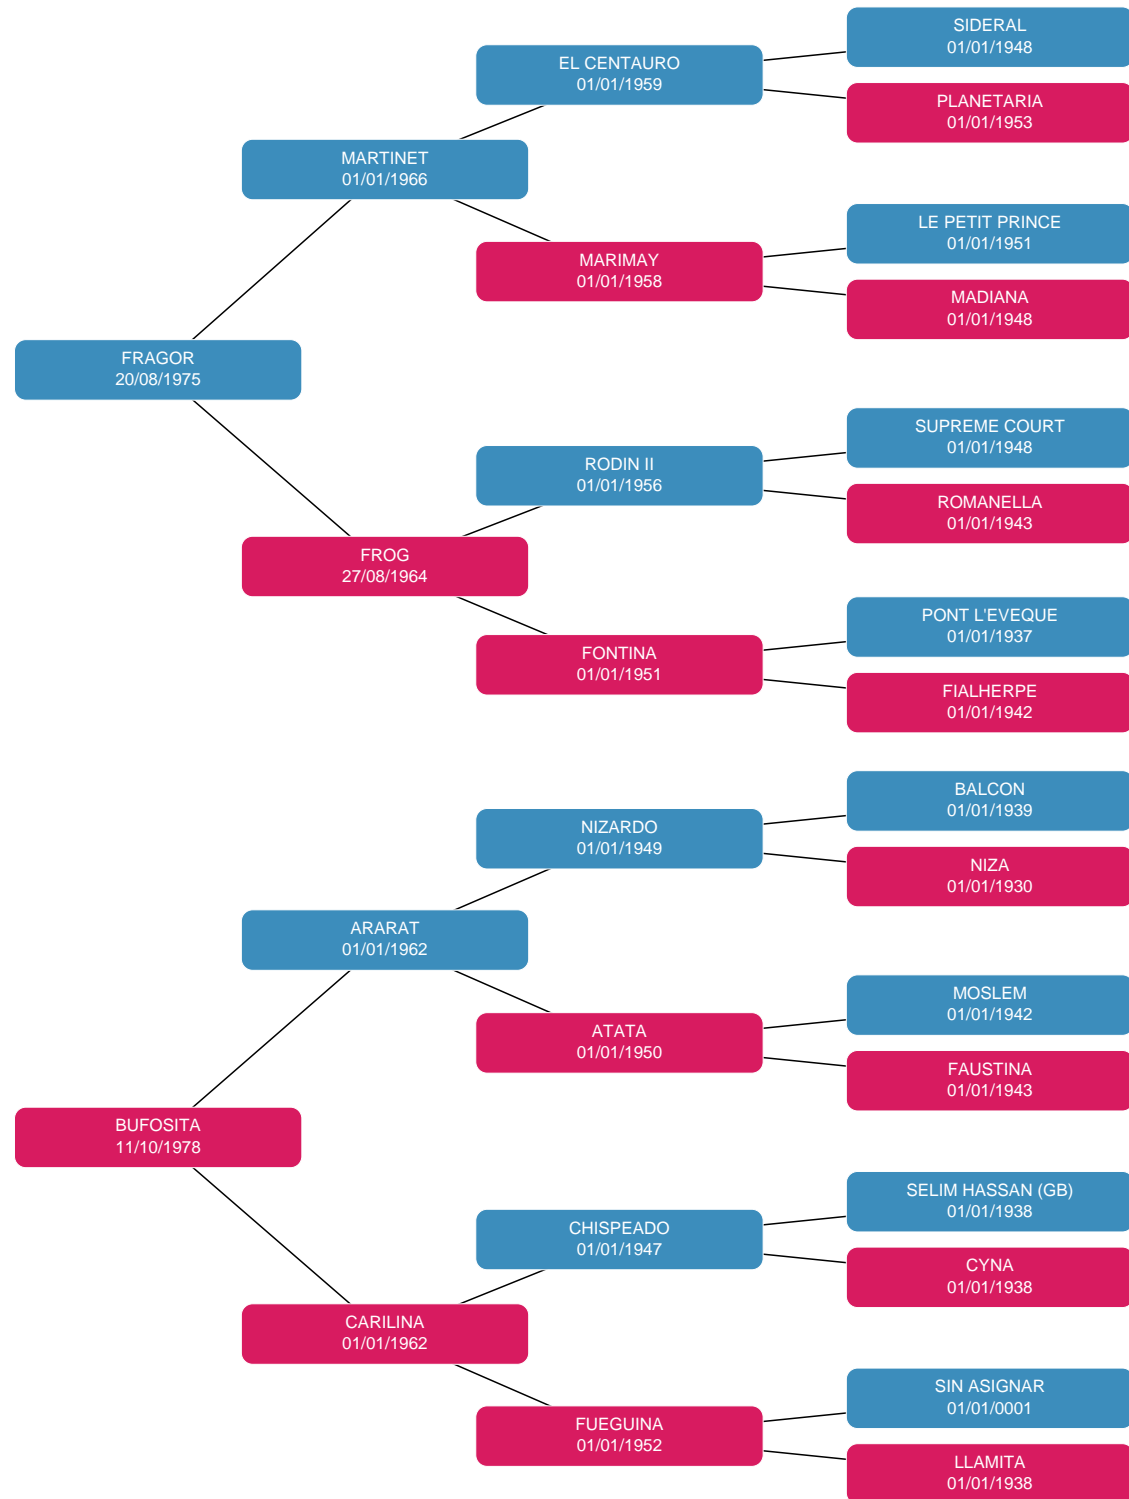 SIDERAL
01/01/1948
EL CENTAURO
01/01/1959
PLANETARIA
01/01/1953
MARTINET
01/01/1966
LE PETIT PRINCE
01/01/1951
MARIMAY
01/01/1958
MADIANA
01/01/1948
FRAGOR
20/08/1975
SUPREME COURT
01/01/1948
RODIN II
01/01/1956
ROMANELLA
01/01/1943
FROG
27/08/1964
PONT L'EVEQUE
01/01/1937
FONTINA
01/01/1951
FIALHERPE
01/01/1942
BALCON
01/01/1939
NIZARDO
01/01/1949
NIZA
01/01/1930
ARARAT
01/01/1962
MOSLEM
01/01/1942
ATATA
01/01/1950
FAUSTINA
01/01/1943
BUFOSITA
11/10/1978
SELIM HASSAN (GB)
01/01/1938
CHISPEADO
01/01/1947
CYNA
01/01/1938
CARILINA
01/01/1962
SIN ASIGNAR
01/01/0001
FUEGUINA
01/01/1952
LLAMITA
01/01/1938